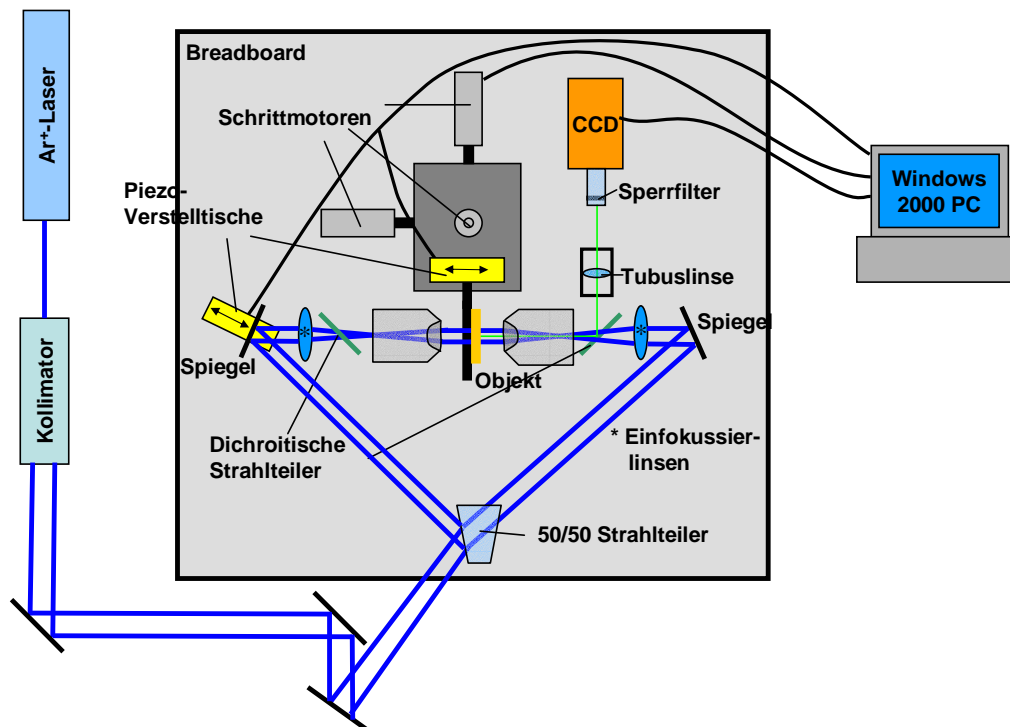 Ar⁺-Laser
Kollimator
Breadboard
Schrittmotoren
CCD
Sperrfilter
Windows
2000 PC
Piezo-
Verstelltische
Tubuslinse
Spiegel
Spiegel
*
*
Objekt
Dichroitische
Strahlteiler
* Einfokussier-
linsen
50/50 Strahlteiler